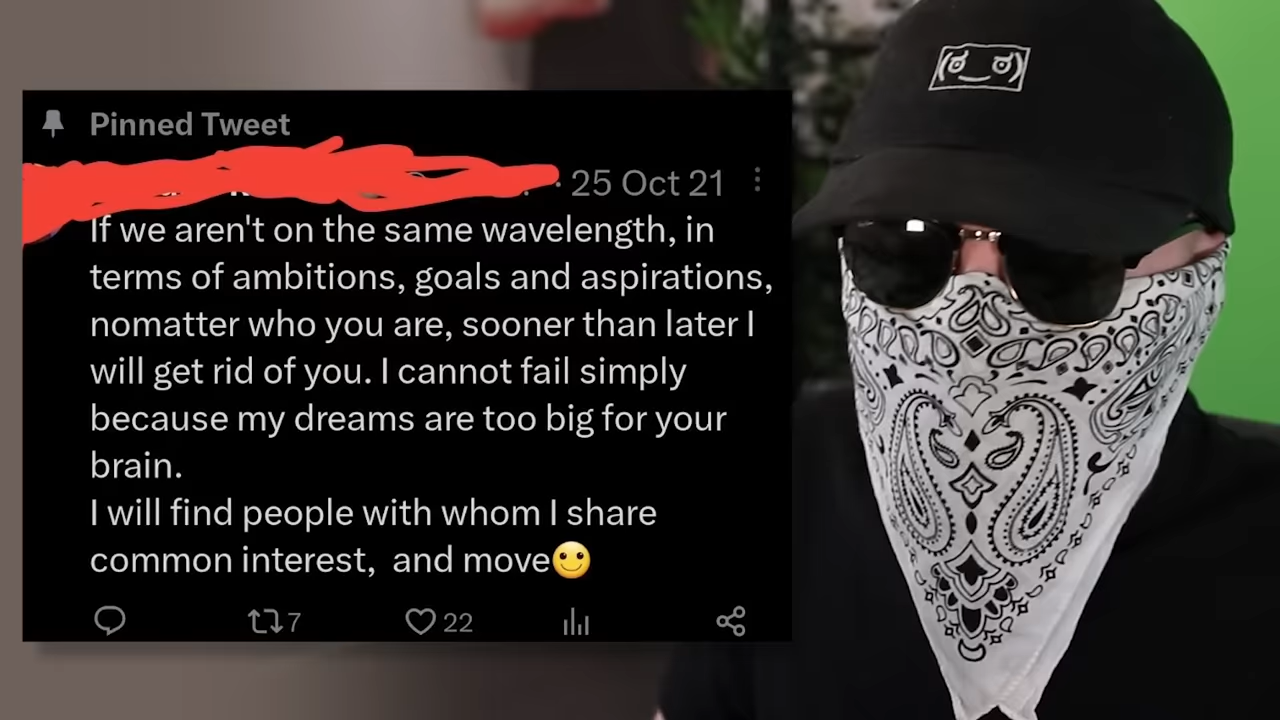 Pinned Tweet
· 25 Oct 21
If we aren't on the same wavelength, in
terms of ambitions, goals and aspirations,
nomatter who you are, sooner than later I
will get rid of you. I cannot fail simply
because my dreams are too big for your
brain.
I will find people with whom I share
common interest,  and move🙂
7
22